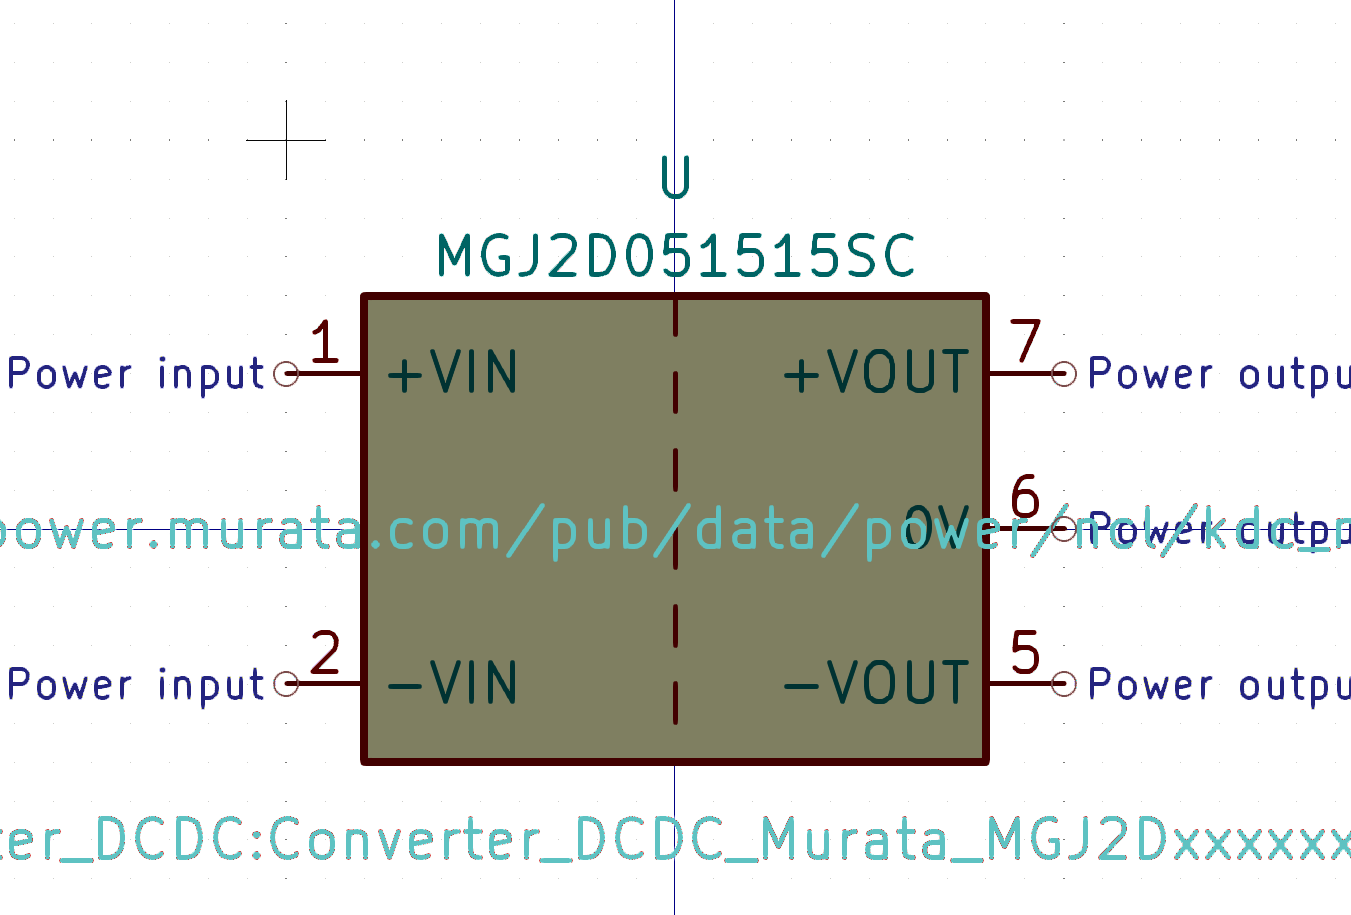 U
MGJ2D051515SC
Power input 1 +VIN +VOUT 7 Power outpu
6
power.murata.com/pub/data/power/ncl/kdc_
0V Power outpu
Power input 2 -VIN -VOUT 5 Power outpu
ter_DCDC:Converter_DCDC_Murata_MGJ2Dxxxxxx